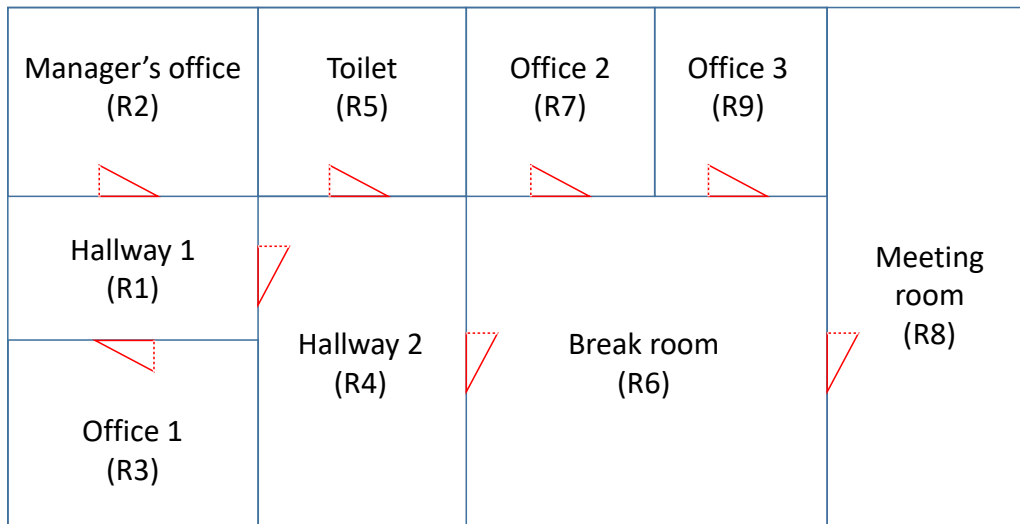 Manager’s office
(R2)
Toilet
(R5)
Office 2
(R7)
Office 3
(R9)
Hallway 1
(R1)
Meeting
room
(R8)
Hallway 2
(R4)
Break room
(R6)
Office 1
(R3)